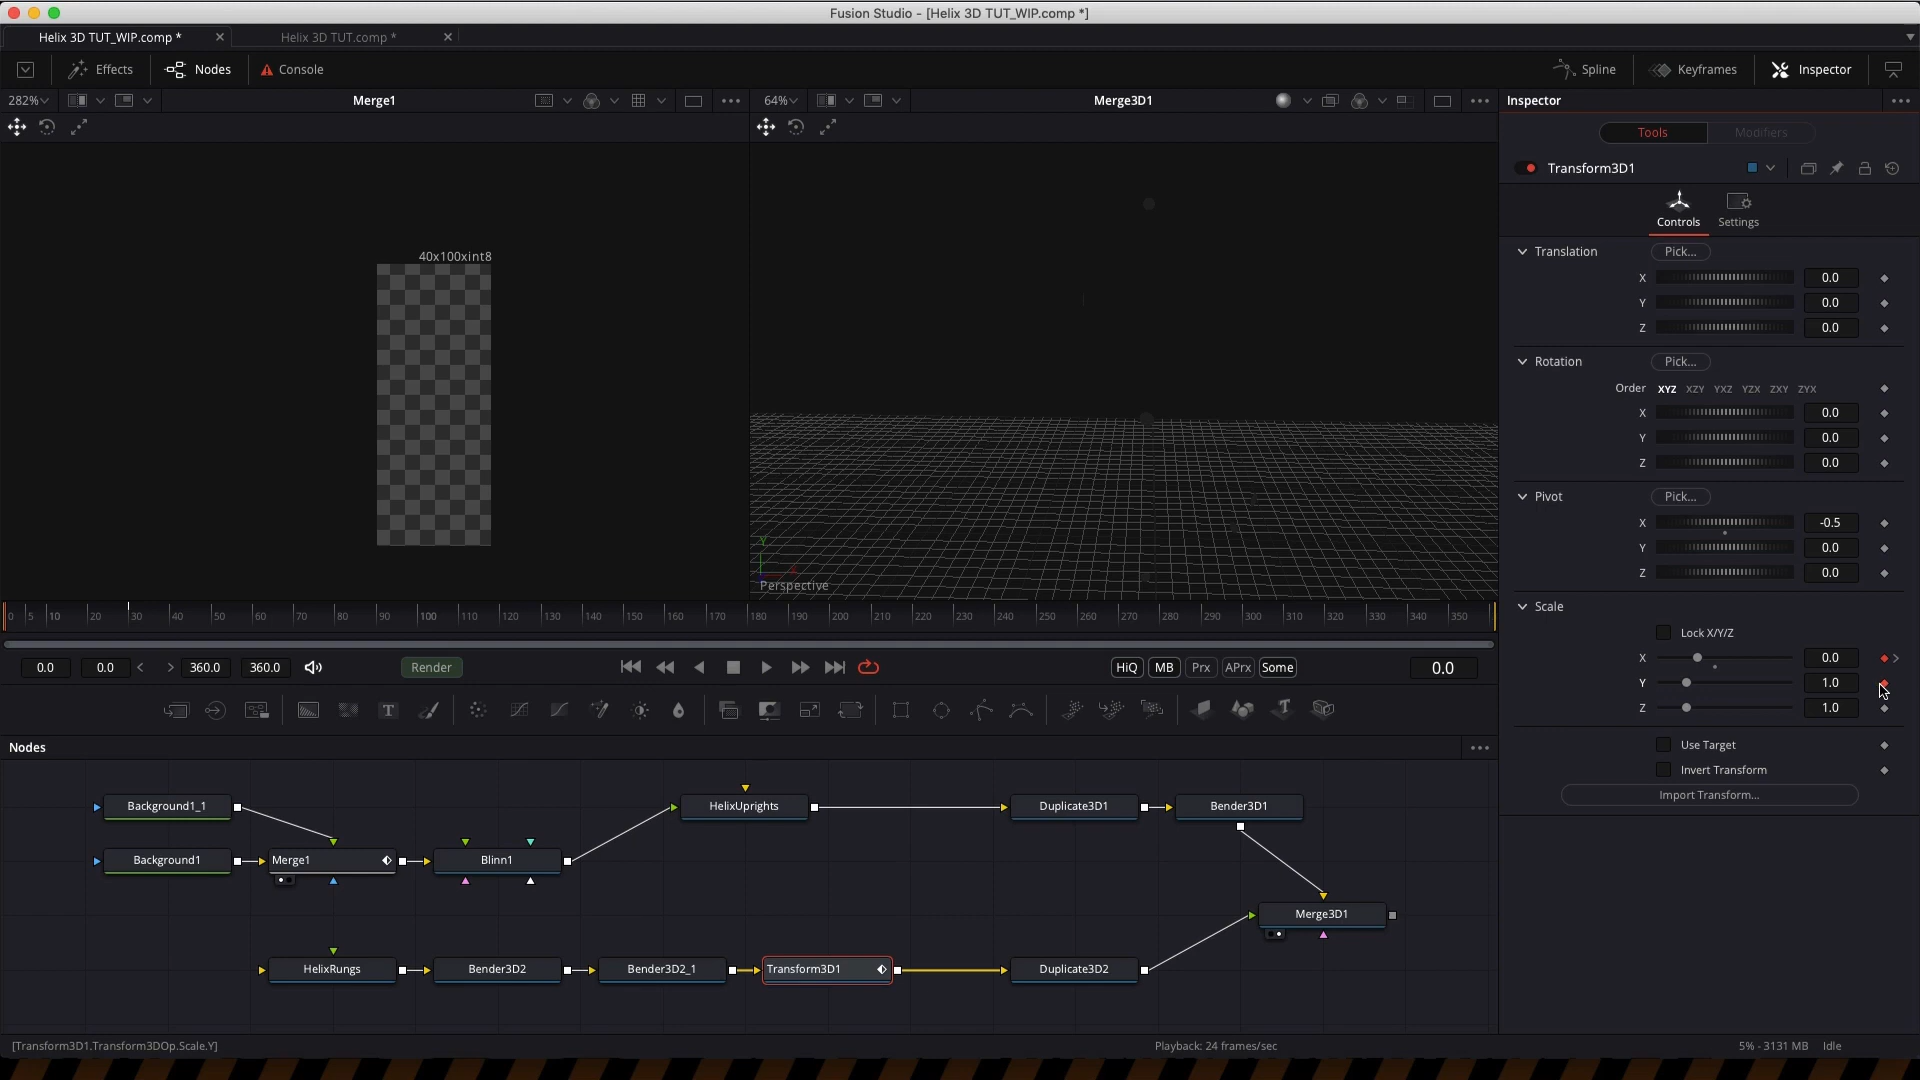 Fusion Studio - [Helix 3D TUT_WIP.comp *]
Helix 3D TUT_WIP.comp *
Helix 3D TUT.comp *
Effects
Nodes
Console
Spline
Keyframes
Inspector
282%
Merge1
64%
Merge3D1
Inspector
Tools
Modifiers
Transform3D1
Controls
Settings
40x100xint8
Y
Perspective
Translation
Pick...
X
0.0
Y
0.0
Z
0.0
Rotation
Pick...
Order
XYZ XZY YXZ YZX ZXY ZYX
X
0.0
Y
0.0
Z
0.0
Pivot
Pick...
X
-0.5
Y
0.0
Z
0.0
Scale
Lock X/Y/Z
X
0.0
Y
1.0
Z
1.0
Use Target
Invert Transform
Import Transform...
0 5 10 20 30 40 50 60 70 80 90 100 110 120 130 140 150 160 170 180 190 200 210 220 230 240 250 260 270 280 290 300 310 320 330 340 350
0.0
0.0
360.0
360.0
Render
HiQ
MB
Prx
APrx
Some
0.0
T
T
Nodes
Background1_1
HelixUprights
Duplicate3D1
Bender3D1
Background1
Merge1
Blinn1
Merge3D1
HelixRungs
Bender3D2
Bender3D2_1
Transform3D1
Duplicate3D2
[Transform3D1.Transform3DOp.Scale.Y]
Playback: 24 frames/sec
5% - 3131 MB
Idle